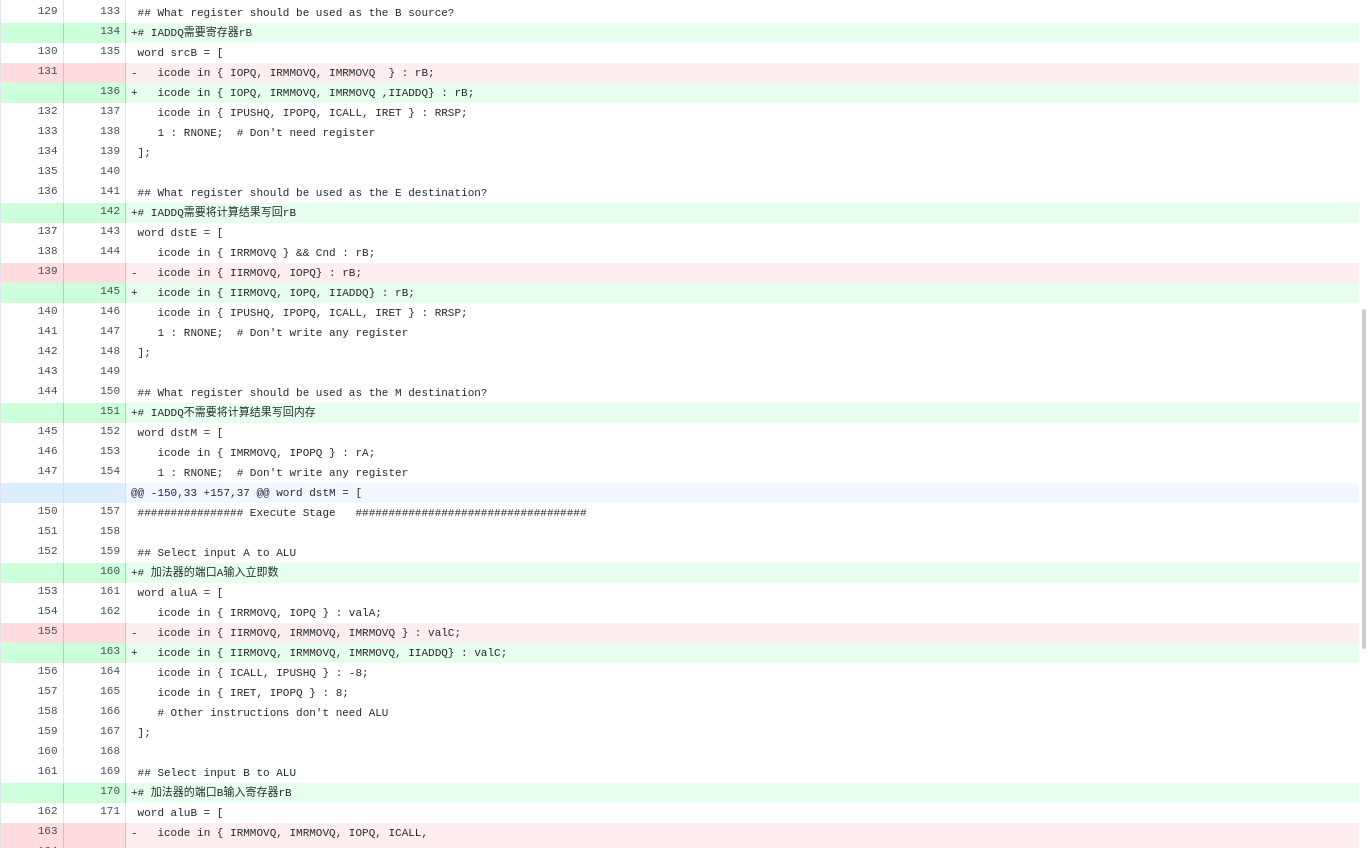 129 133 ## What register should be used as the B source?
134 +# IADDQ需要寄存器rB
130 135 word srcB = [
131 - icode in { IOPQ, IRMMOVQ, IMRMOVQ  } : rB;
136 + icode in { IOPQ, IRMMOVQ, IMRMOVQ ,IIADDQ} : rB;
132 137 icode in { IPUSHQ, IPOPQ, ICALL, IRET } : RRSP;
133 138 1 : RNONE;  # Don't need register
134 139 ];
135 140
136 141 ## What register should be used as the E destination?
142 +# IADDQ需要将计算结果写回rB
137 143 word dstE = [
138 144 icode in { IRRMOVQ } && Cnd : rB;
139 - icode in { IIRMOVQ, IOPQ} : rB;
145 + icode in { IIRMOVQ, IOPQ, IIADDQ} : rB;
140 146 icode in { IPUSHQ, IPOPQ, ICALL, IRET } : RRSP;
141 147 1 : RNONE;  # Don't write any register
142 148 ];
143 149
144 150 ## What register should be used as the M destination?
151 +# IADDQ不需要将计算结果写回内存
145 152 word dstM = [
146 153 icode in { IMRMOVQ, IPOPQ } : rA;
147 154 1 : RNONE;  # Don't write any register
@@ -150,33 +157,37 @@ word dstM = [
150 157 ################ Execute Stage   ###################################
151 158
152 159 ## Select input A to ALU
160 +# 加法器的端口A输入立即数
153 161 word aluA = [
154 162 icode in { IRRMOVQ, IOPQ } : valA;
155 - icode in { IIRMOVQ, IRMMOVQ, IMRMOVQ } : valC;
163 + icode in { IIRMOVQ, IRMMOVQ, IMRMOVQ, IIADDQ} : valC;
156 164 icode in { ICALL, IPUSHQ } : -8;
157 165 icode in { IRET, IPOPQ } : 8;
158 166 # Other instructions don't need ALU
159 167 ];
160 168
161 169 ## Select input B to ALU
170 +# 加法器的端口B输入寄存器rB
162 171 word aluB = [
163 - icode in { IRMMOVQ, IMRMOVQ, IOPQ, ICALL,